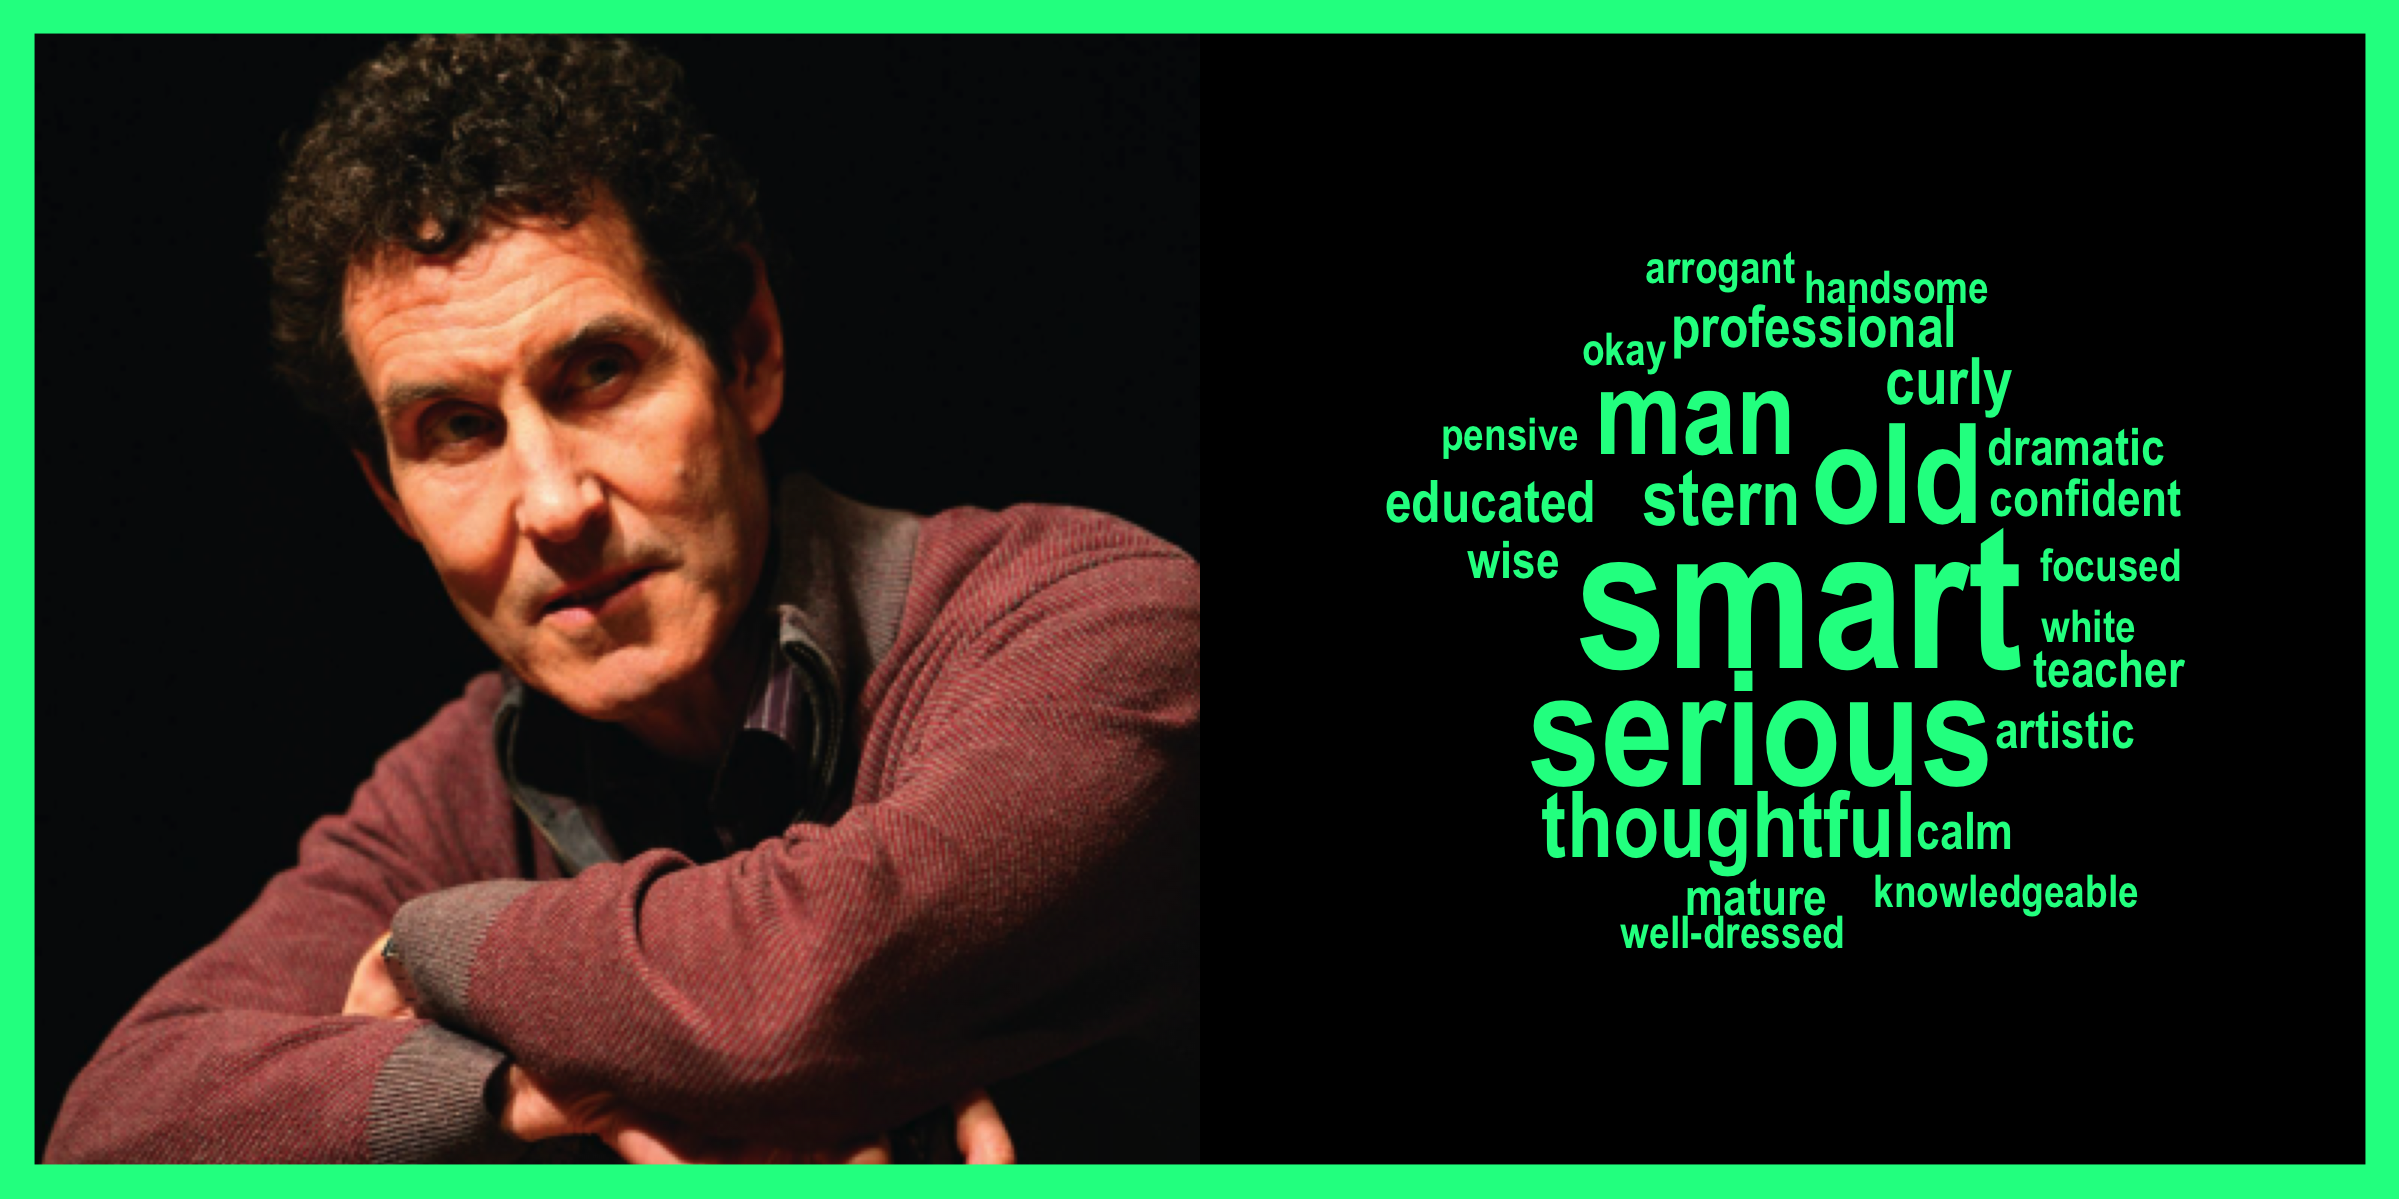 arrogant
handsome
professional
okay
curly
man
pensive
old
dramatic
educated
stern
confident
wise
smart
focused
white
teacher
serious
artistic
thoughtful
calm
mature
knowledgeable
well-dressed